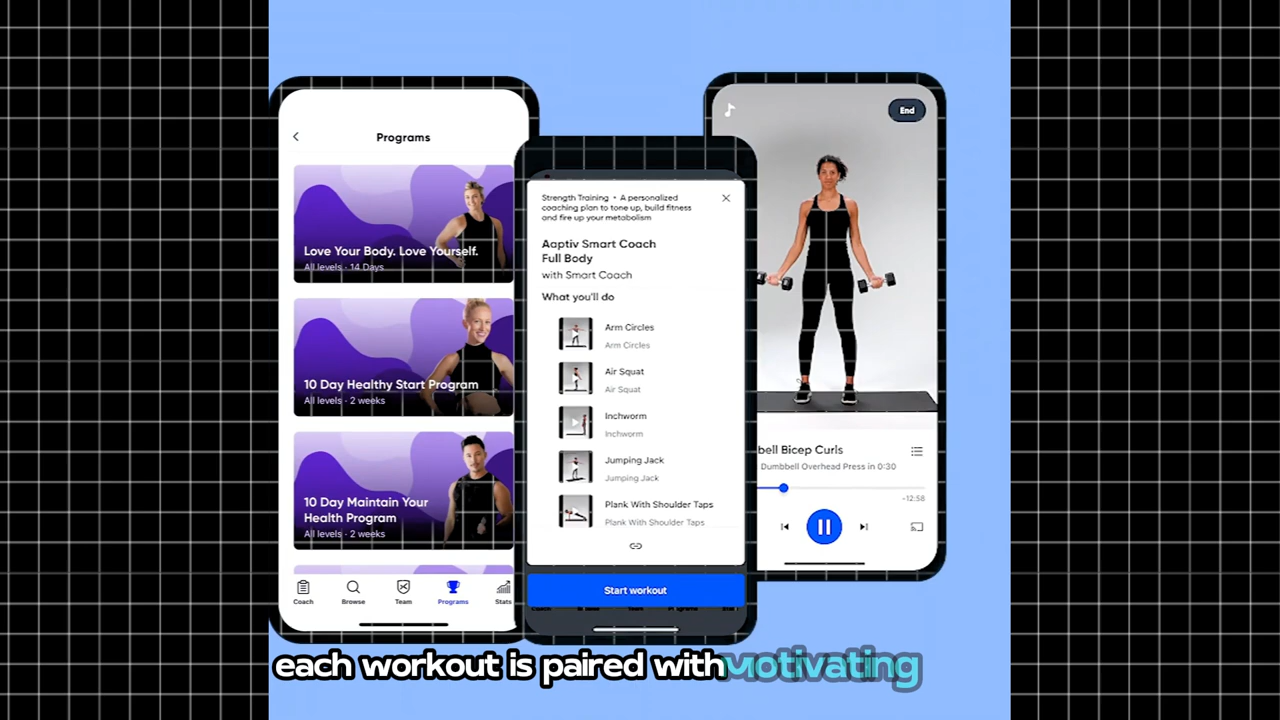 Programs
Love Your Body. Love Yourself.
All levels · 14 Days
10 Day Healthy Start Program
All levels · 2 weeks
10 Day Maintain Your
Health Program
All levels · 2 weeks
Coach
Browse
Team
Programs
Stats
Strength Training • A personalized
coaching plan to tone up, build fitness
and fire up your metabolism
Aaptiv Smart Coach
Full Body
with Smart Coach
What you'll do
Arm Circles
Arm Circles
Air Squat
Air Squat
Inchworm
Inchworm
Jumping Jack
Jumping Jack
Plank With Shoulder Taps
Plank With Shoulder Taps
Start workout
End
bell Bicep Curls
Dumbbell Overhead Press in 0:30
-12:58
each workout is paired with motivating